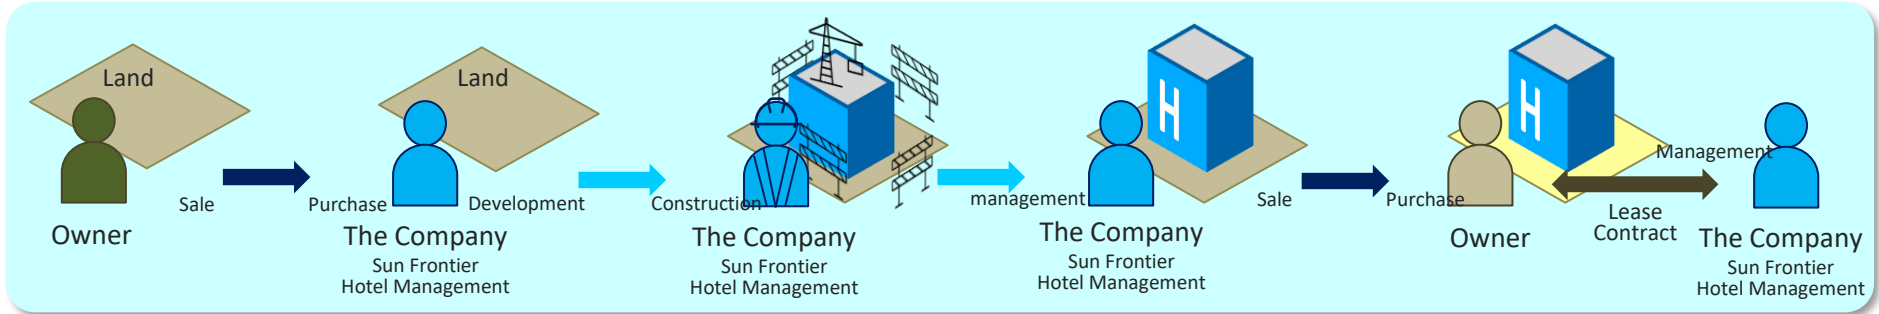 Land
Sale
Owner
Land
Purchase
Development
The Company
Sun Frontier
Hotel Management
Construction
The Company
Sun Frontier
Hotel Management
H
management
Sale
The Company
Sun Frontier
Hotel Management
H
Purchase
Owner
Management
Lease
Contract
The Company
Sun Frontier
Hotel Management